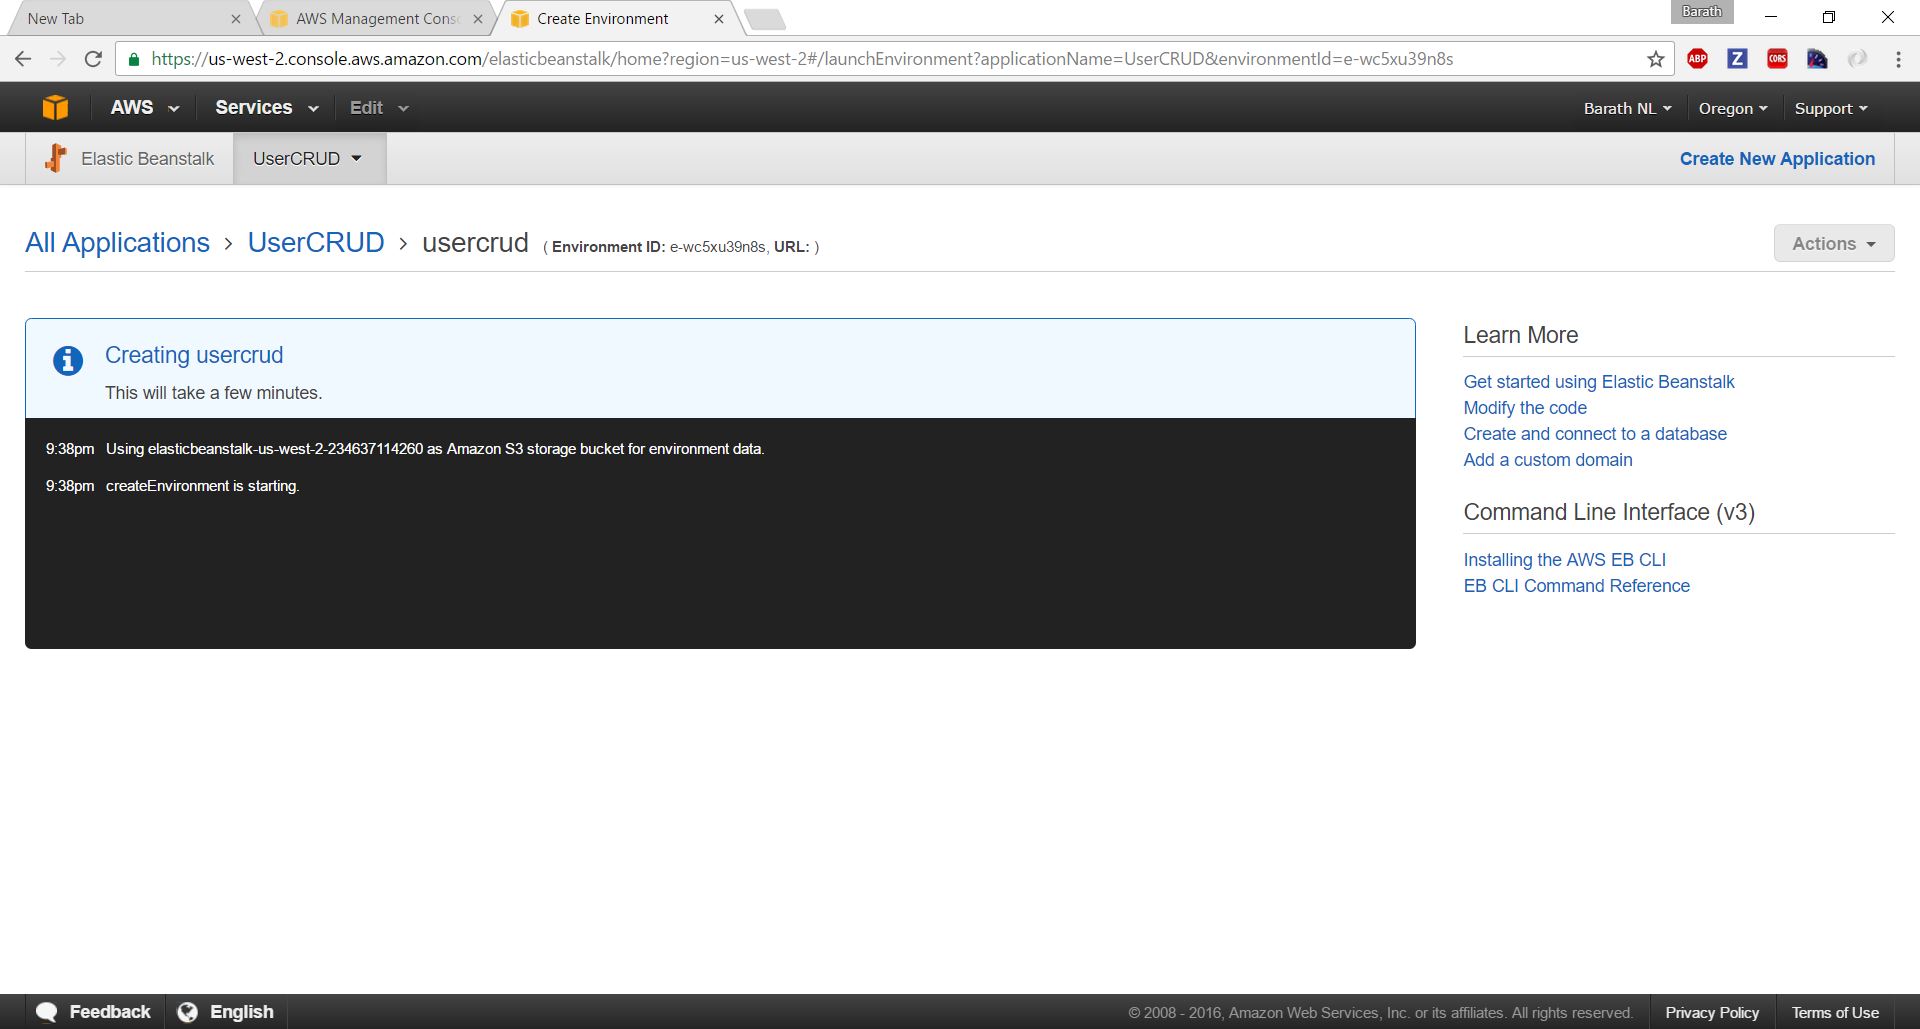 New Tab
AWS Management Cons
Create Environment
Barath
https://us-west-2.console.aws.amazon.com/elasticbeanstalk/home?region=us-west-2#/launchEnvironment?applicationName=UserCRUD&environmentId=e-wc5xu39n8s
ABP
Z
CORS
AWS
Services
Edit
Barath NL
Oregon
Support
Elastic Beanstalk
UserCRUD
Create New Application
All Applications › UserCRUD › usercrud ( Environment ID: e-wc5xu39n8s, URL: )
Actions
Creating usercrud
This will take a few minutes.
9:38pm Using elasticbeanstalk-us-west-2-234637114260 as Amazon S3 storage bucket for environment data.
9:38pm createEnvironment is starting.
Learn More
Get started using Elastic Beanstalk
Modify the code
Create and connect to a database
Add a custom domain
Command Line Interface (v3)
Installing the AWS EB CLI
EB CLI Command Reference
Feedback
English
© 2008 - 2016, Amazon Web Services, Inc. or its affiliates. All rights reserved.
Privacy Policy
Terms of Use